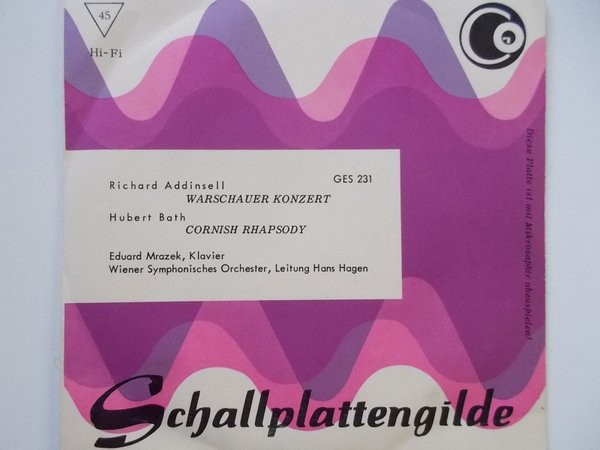 45
Hi-Fi
GES 231
Richard Addinsell
WARSCHAUER KONZERT
Hubert Bath
CORNISH RHAPSODY
Eduard Mrazek, Klavier
Wiener Symphonisches Orchester, Leitung Hans Hagen
Diese Platte ist mit Mikrosaphir abzuspielen!
Schallplattengilde